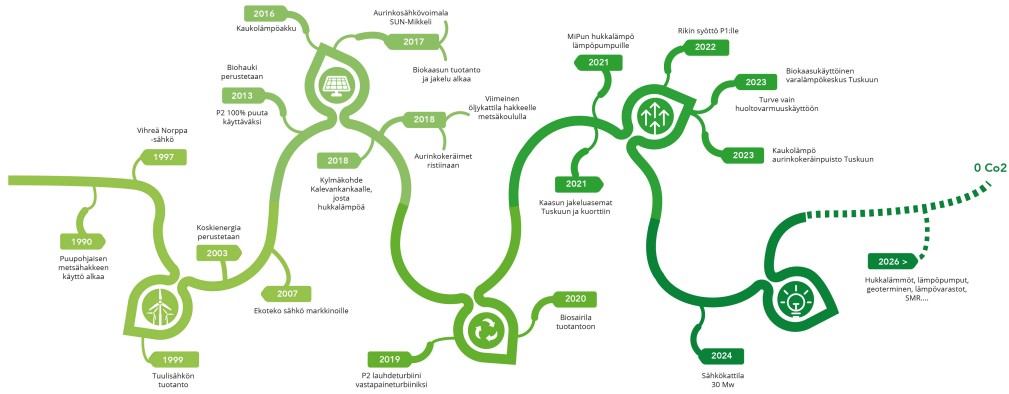 1990
Puupohjaisen
metsähakkeen
käyttö alkaa
Vihreä Norppa
-sähkö
1997
1999
Tuulisähkön
tuotanto
Koskienergia
perustetaan
2003
2007
Ekoteko sähkö markkinoille
Biohauki
perustetaan
2013
P2 100% puuta
käyttäväksi
2016
Kaukolämpöakku
Aurinkosähkövoimala
SUN-Mikkeli
2017
Biokaasun tuotanto
ja jakelu alkaa
2018
Kylmäkohde
Kalevankankaalle,
josta
hukkalämpöä
Viimeinen
öljykattila hakkeelle
metsäkoululla
2018
Aurinkokeräimet
ristiinaan
2019
P2 lauhdeturbiini
vastapaineturbiiniksi
2020
Biosairila
tuotantoon
MiPun hukkalämpö
lämpöpumpuille
2021
2021
Kaasun jakeluasemat
Tuskuun ja kuorttiin
Rikin syöttö P1:lle
2022
2023
Biokaasukäyttöinen
varalämpökeskus Tuskuun
Turve vain
huoltovarmuuskäyttöön
2023
Kaukolämpö
aurinkokeräinpuisto Tuskuun
2024
Sähkökattila
30 Mw
0 Co2
2026 >
Hukkalämmöt, lämpöpumput,
geoterminen, lämpövarastot,
SMR....